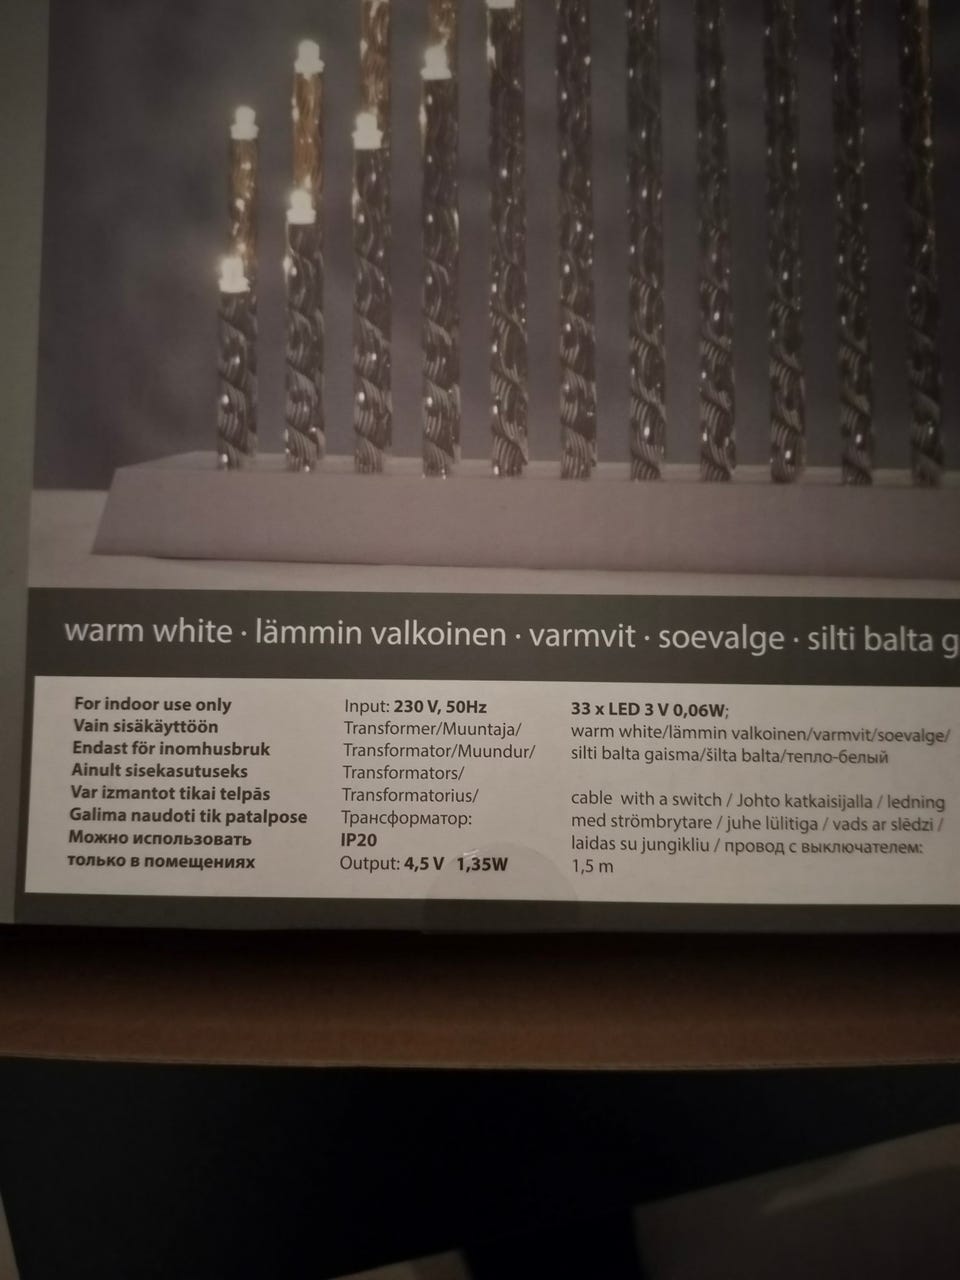 warm white · lämmin valkoinen · varmvit · soevalge · silti balta g
For indoor use only
Vain sisäkäyttöön
Endast för inomhusbruk
Ainult sisekasutuseks
Var izmantot tikai telpās
Galima naudoti tik patalpose
Можно использовать
только в помещениях
Input: 230 V, 50Hz
Transformer/Muuntaja/
Transformator/Muundur/
Transformators/
Transformatorius/
Трансформатор:
IP20
Output: 4,5 V 1,35W
33 x LED 3 V 0,06W;
warm white/lämmin valkoinen/varmvit/soevalge/
silti balta gaisma/šilta balta/тепло-белый
cable with a switch / Johto katkaisijalla / ledning
med strömbrytare / juhe lülitiga / vads ar slēdzi /
laidas su jungikliu / провод с выключателем:
1,5 m